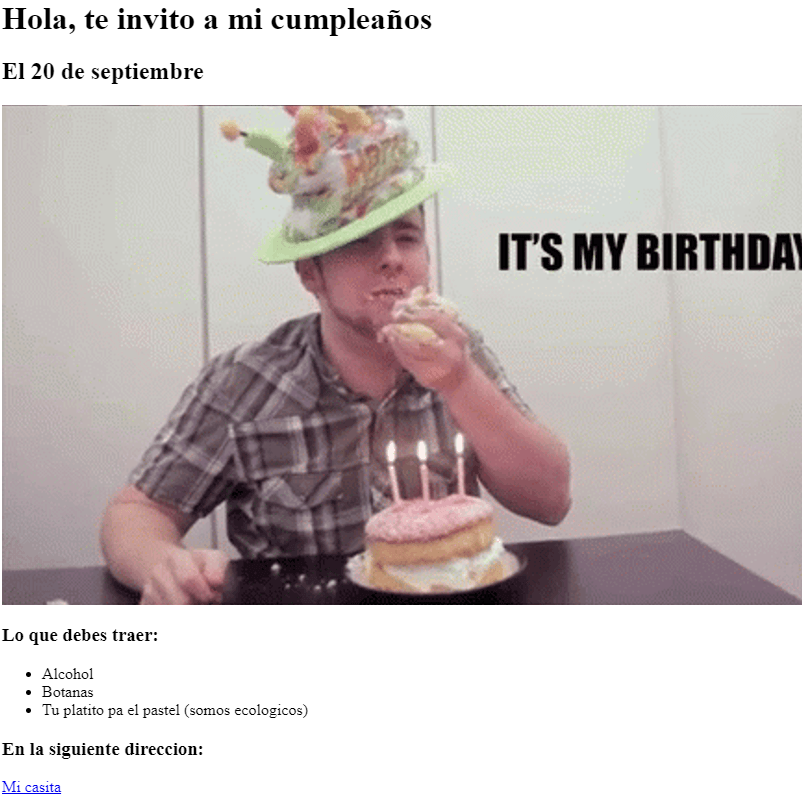 Hola, te invito a mi cumpleaños
El 20 de septiembre
IT'S MY BIRTHDAY
Lo que debes traer:
Alcohol
Botanas
Tu platito pa el pastel (somos ecologicos)
En la siguiente direccion:
Mi casita